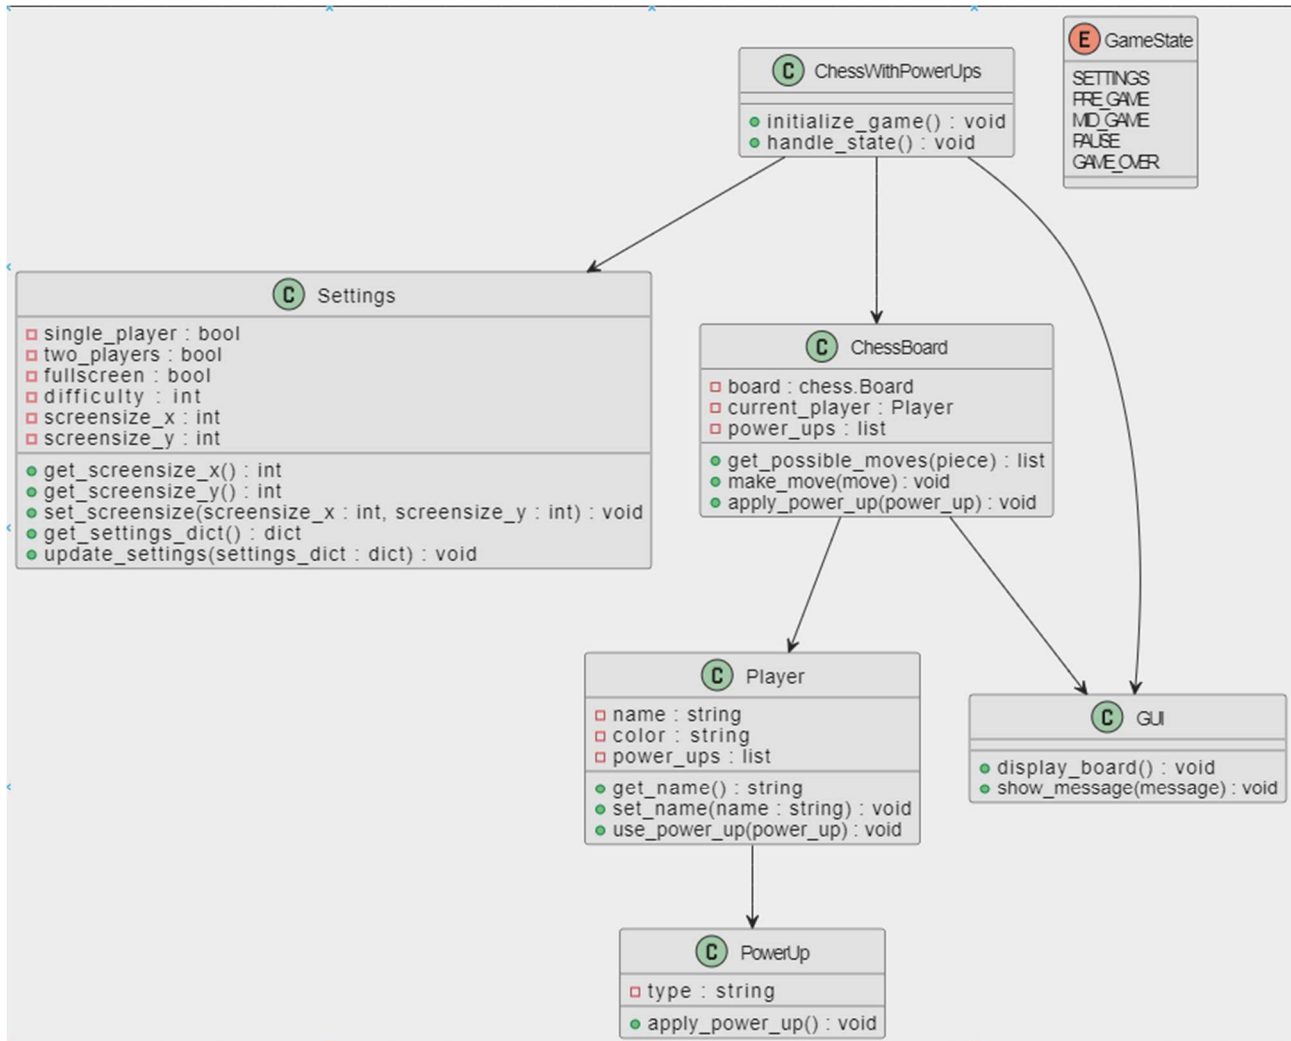 C ChessWithPowerUps
initialize_game() : void
handle_state() : void
E GameState
SETTINGS
PRE_GAME
MID_GAME
PAUSE
GAME_OVER
C Settings
single_player : bool
two_players : bool
fullscreen : bool
difficulty : int
screensize_x : int
screensize_y : int
get_screensize_x() : int
get_screensize_y() : int
set_screensize(screensize_x : int, screensize_y : int) : void
get_settings_dict() : dict
update_settings(settings_dict : dict) : void
C ChessBoard
board : chess.Board
current_player : Player
power_ups : list
get_possible_moves(piece) : list
make_move(move) : void
apply_power_up(power_up) : void
C Player
name : string
color : string
power_ups : list
get_name() : string
set_name(name : string) : void
use_power_up(power_up) : void
C GUI
display_board() : void
show_message(message) : void
C PowerUp
type : string
apply_power_up() : void